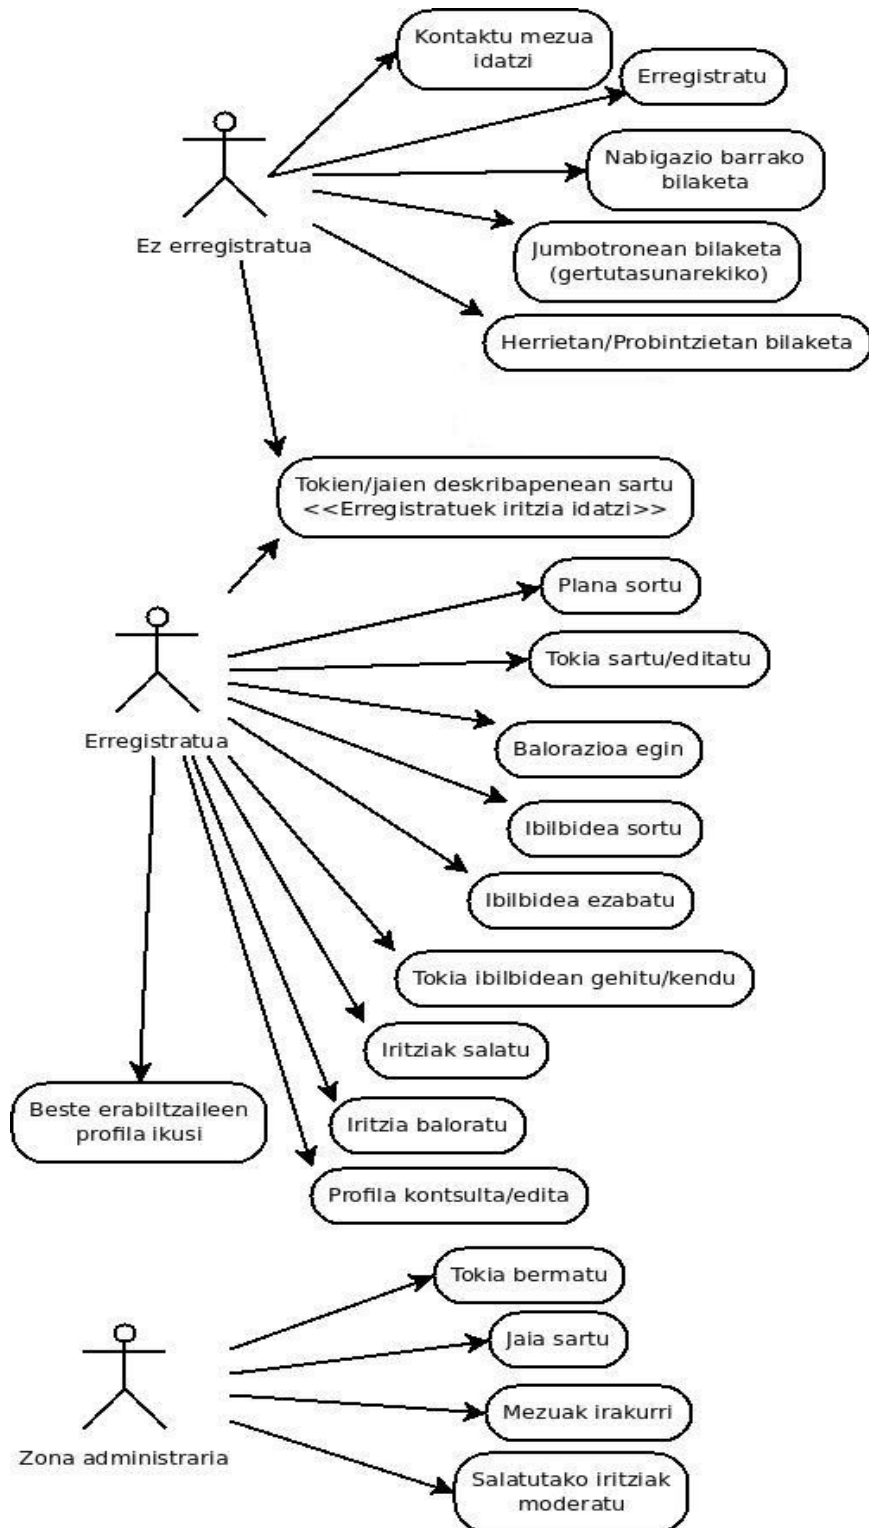 Kontaktu mezua
idatzi
Erregistratu
Nabigazio barrako
bilaketa
Ez erregistratua
Jumbotronean bilaketa
(gertutasunarekiko)
Herrietan/Probintzietan bilaketa
Tokien/jaien deskribapenean sartu
<<Erregistratuek iritzia idatzi>>
Plana sortu
Tokia sartu/editatu
Erregistratua
Balorazioa egin
Ibilbidea sortu
Ibilbidea ezabatu
Tokia ibilbidean gehitu/kendu
Iritziak salatu
Beste erabiltzaileen
profila ikusi
Iritzia baloratu
Profila kontsulta/edita
Tokia bermatu
Jaia sartu
Mezuak irakurri
Zona administraria
Salatutako iritziak
moderatu